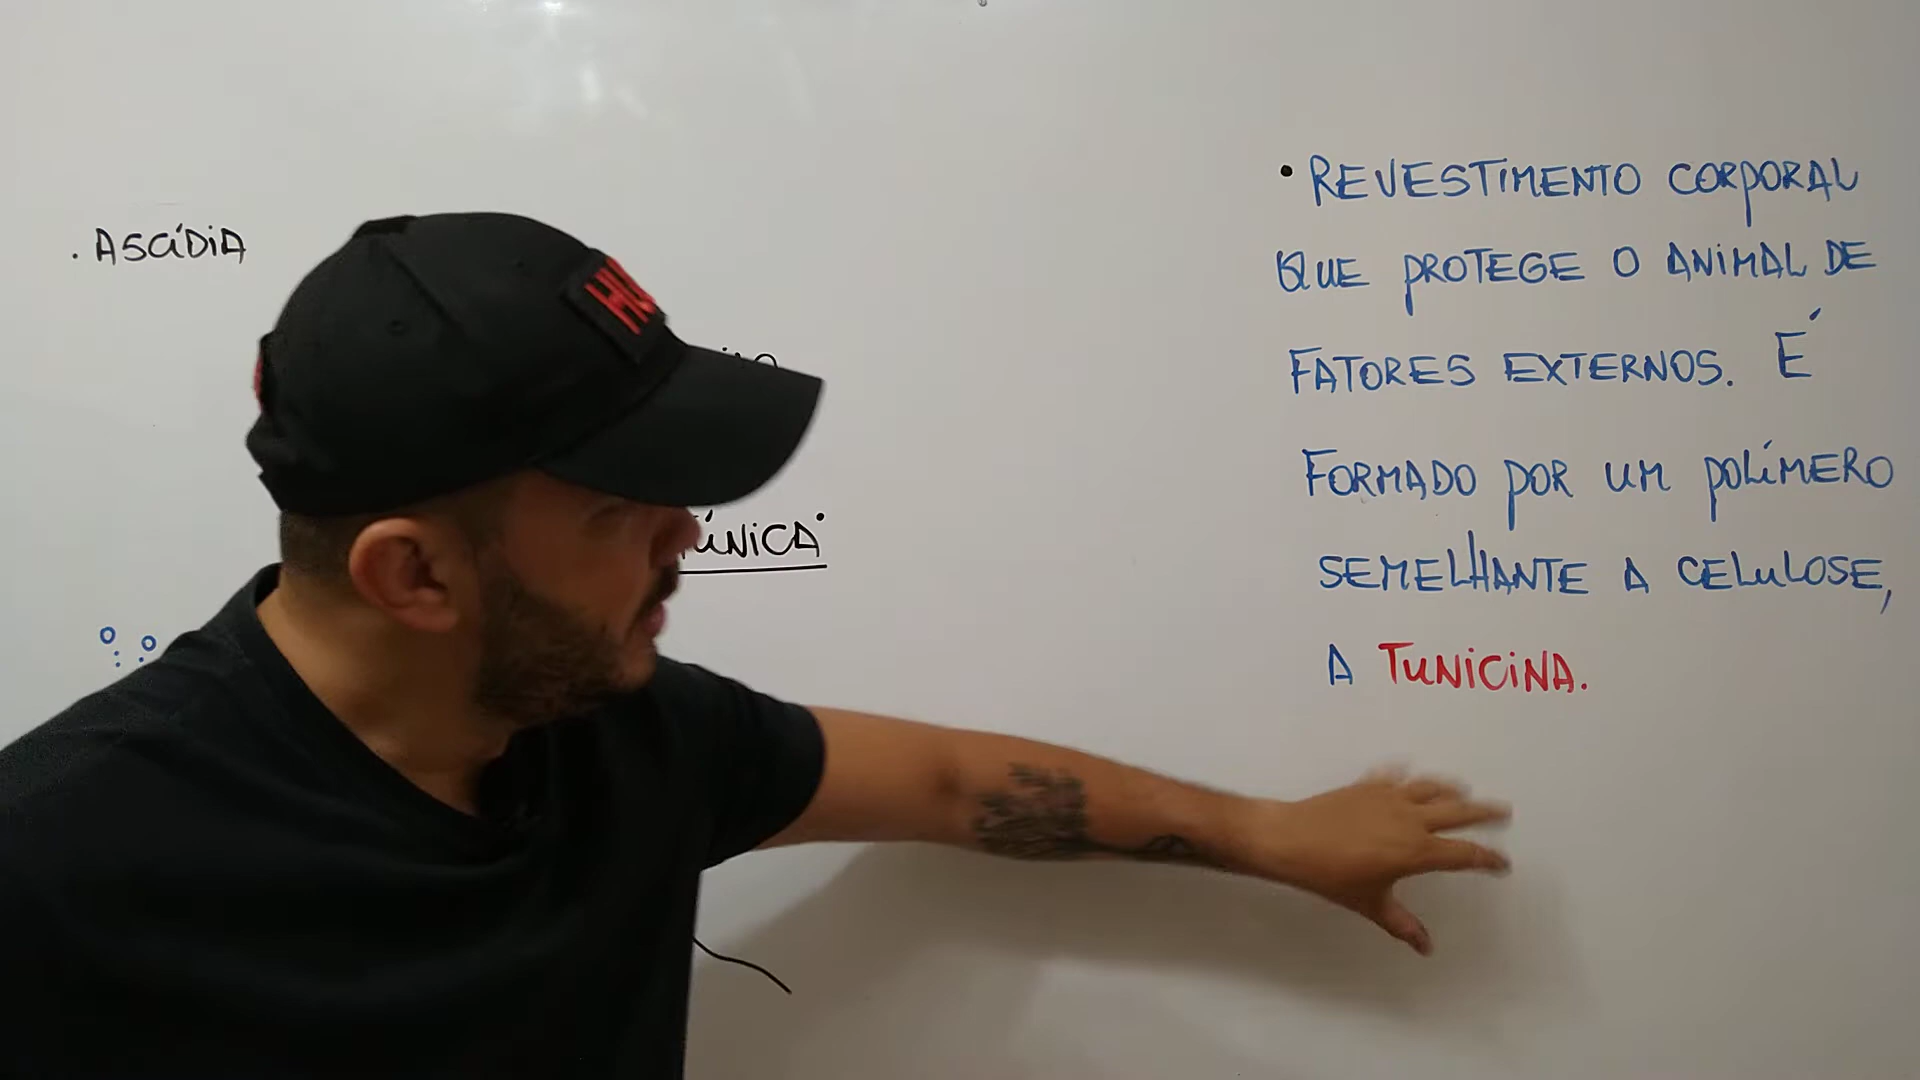 . ASCÍDIA
TÚNICA
• REVESTIMENTO CORPORAL
QUE PROTEGE O ANIMAL DE
FATORES EXTERNOS. É
FORMADO POR UM POLÍMERO
SEMELHANTE A CELULOSE,
A TUNICINA.